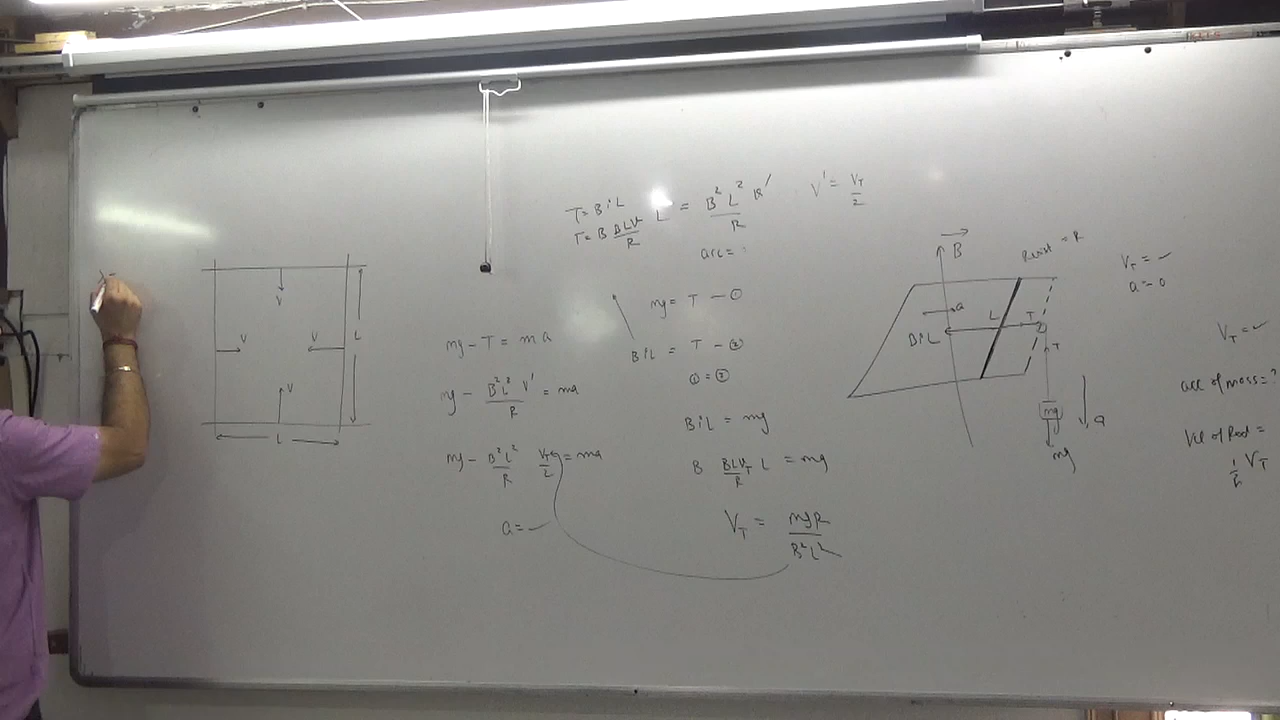 λ=
V
V
V
V
L
L
mg - T = ma
mg - B²L²/R V' = ma
mg - B²L²/R V_T/2 = ma
a = ✓
T = BiL
T = B BLV'/R L = B²L²/R V'
V' = V_T/2
acc = ?
mg = T - ①
BiL = T - ②
① = ②
BiL = mg
B BLV_T/R L = mg
V_T = mgR/B²L²
B
Resist = R
a
L
T
BiL
T
mg
a
mg
V_T = ✓
a = 0
V_T = ✓
acc of mass = ?
Vel of Rod =
½ V_T